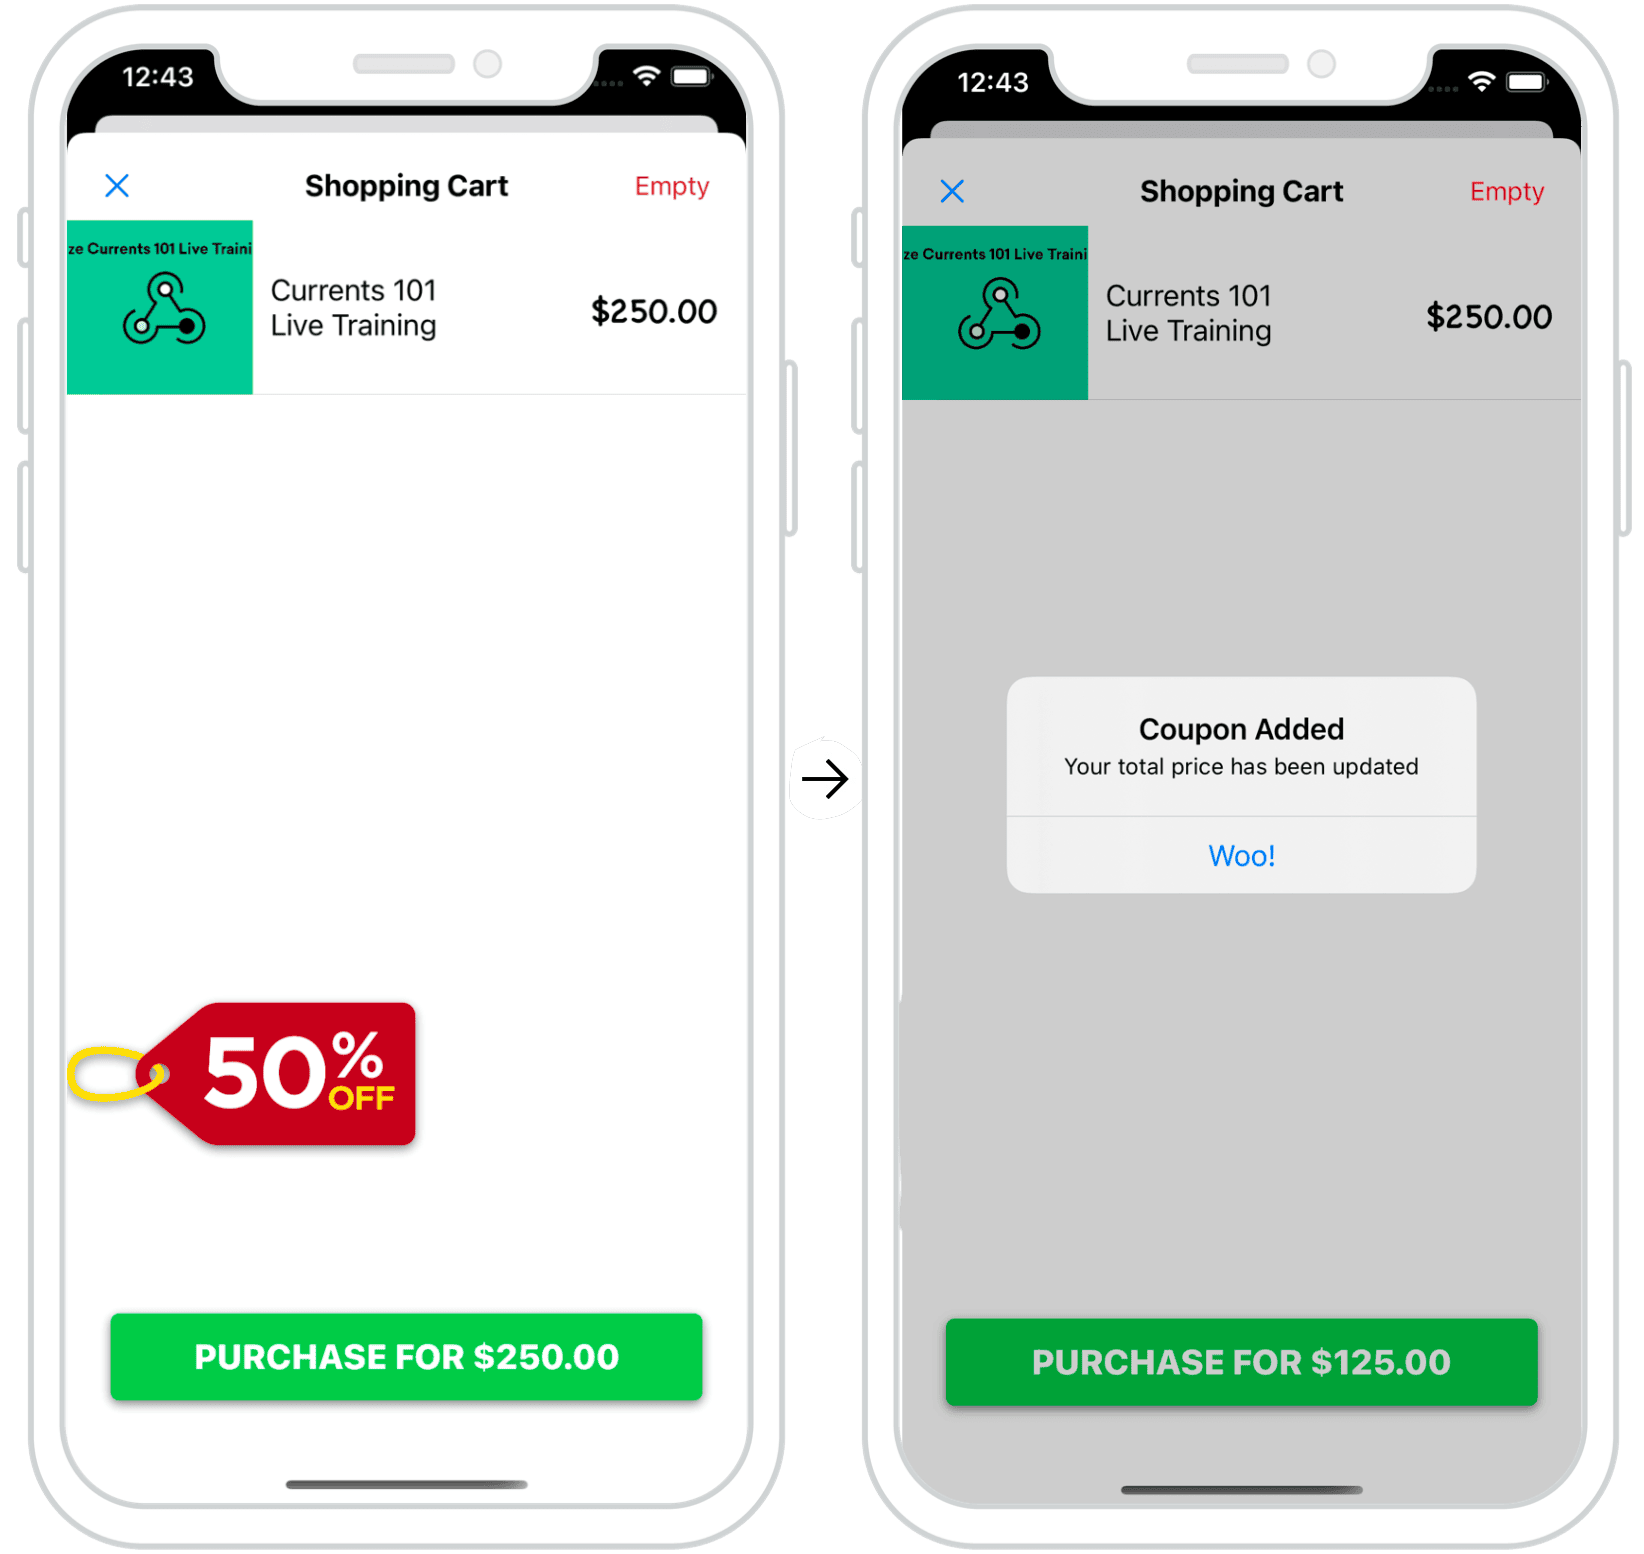 12:43
Shopping Cart
Empty
ze Currents 101 Live Traini
Currents 101
Live Training
$250.00
50%
OFF
PURCHASE FOR $250.00
12:43
Shopping Cart
Empty
ze Currents 101 Live Traini
Currents 101
Live Training
$250.00
Coupon Added
Your total price has been updated
Woo!
PURCHASE FOR $125.00